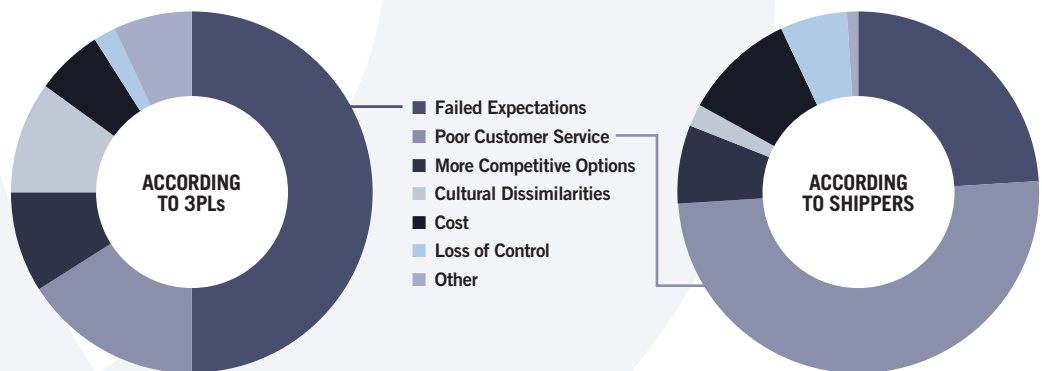 ACCORDING
TO 3PLs
Failed Expectations
Poor Customer Service
More Competitive Options
Cultural Dissimilarities
Cost
Loss of Control
Other
ACCORDING
TO SHIPPERS